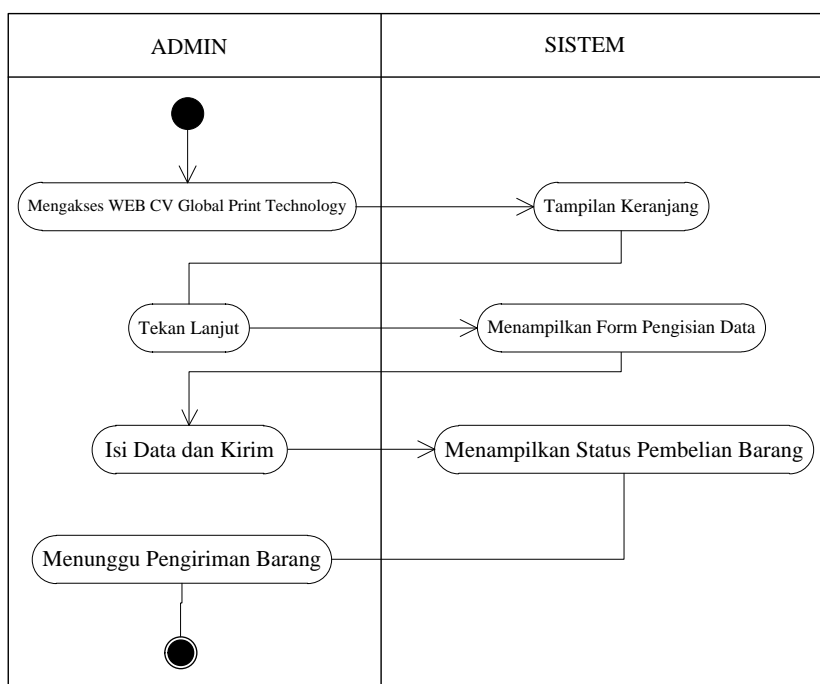 ADMIN
SISTEM
Mengakses WEB CV Global Print Technology
Tampilan Keranjang
Tekan Lanjut
Menampilkan Form Pengisian Data
Isi Data dan Kirim
Menampilkan Status Pembelian Barang
Menunggu Pengiriman Barang